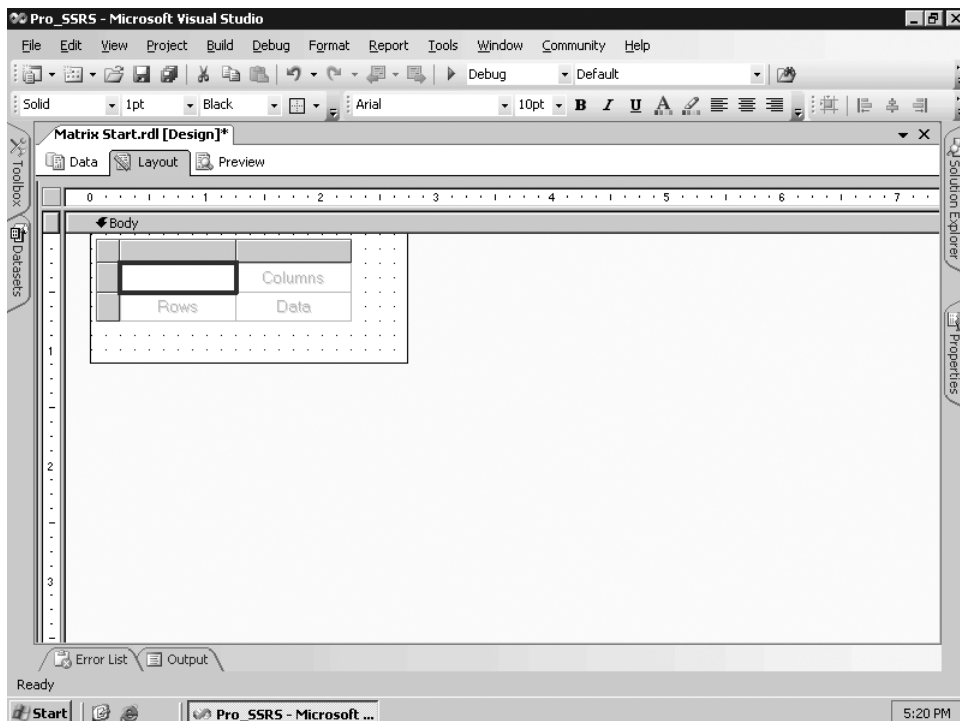 Pro_SSRS - Microsoft Visual Studio
File Edit View Project Build Debug Format Report Tools Window Community Help
Debug Default
Solid 1pt Black Arial 10pt B I U A
Matrix Start.rdl [Design]*
Data Layout Preview
Toolbox
Datasets
Solution Explorer
Properties
0 1 2 3 4 5 6 7
Body
Columns
Rows Data
1
2
3
Error List Output
Ready
Start Pro_SSRS - Microsoft ... 5:20 PM